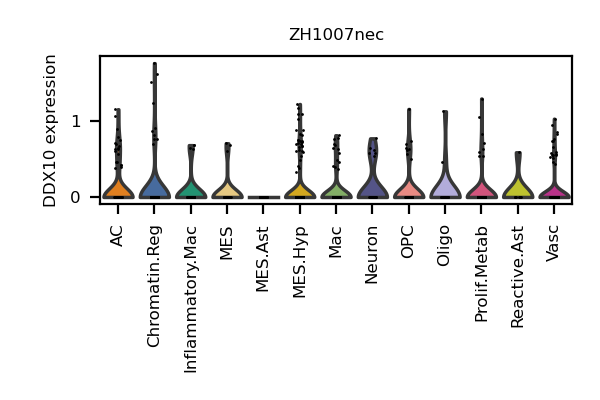 ZH1007nec
DDX10 expression
1
0
AC
Chromatin.Reg
Inflammatory.Mac
MES
MES.Ast
MES.Hyp
Mac
Neuron
OPC
Oligo
Prolif.Metab
Reactive.Ast
Vasc